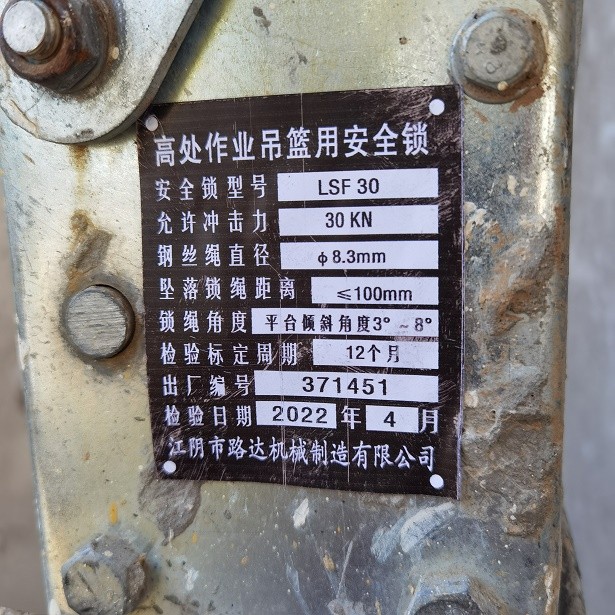 高处作业吊篮用安全锁
安全锁型号 LSF 30
允许冲击力 30 KN
钢丝绳直径 φ8.3mm
坠落锁绳距离 ≤100mm
锁绳角度 平台倾斜角度3° ~ 8°
检验标定周期 12个月
出厂编号 371451
检验日期 2022 年 4 月
江阴市路达机械制造有限公司